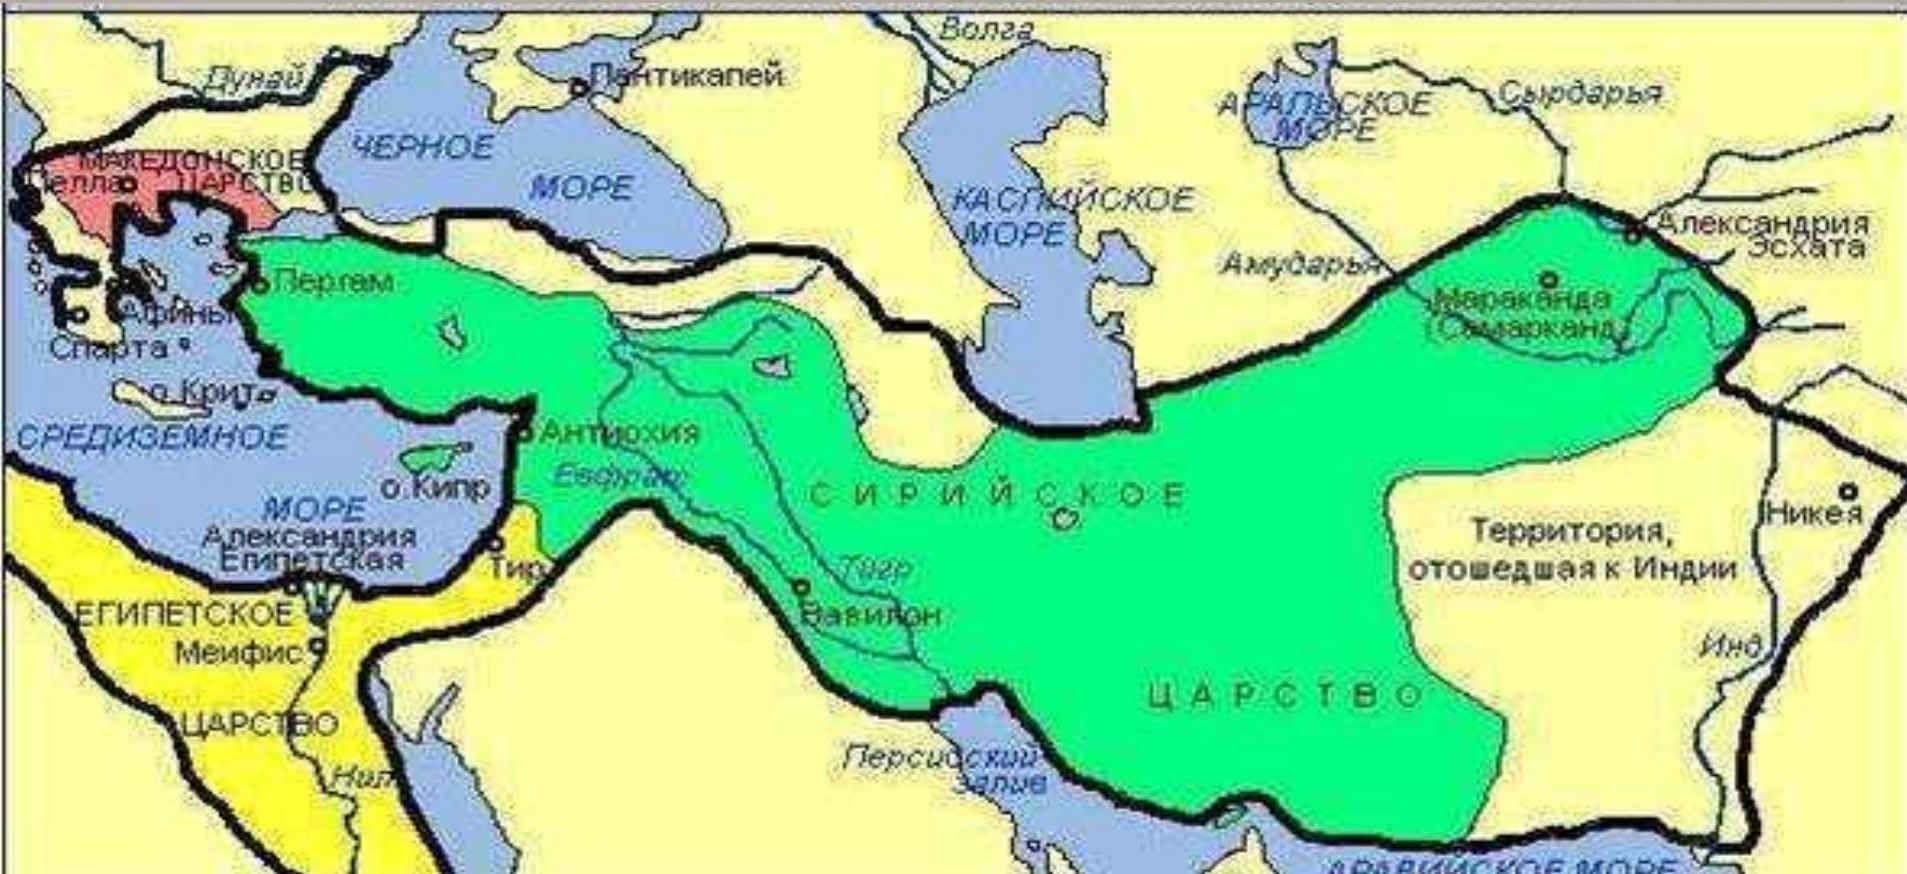 Волга
Дунай
Пантикапей
Сырдарья
АРАЛЬСКОЕ
МОРЕ
ЧЕРНОЕ
МОРЕ
МАКЕДОНСКОЕ
ЦАРСТВО
Пелла
КАСПИЙСКОЕ
МОРЕ
Александрия
Эсхата
Амударья
Пергам
Мараканда
(Самарканд)
Афины
Спарта
о.Крит
СРЕДИЗЕМНОЕ
МОРЕ
Антиохия
Евфрат
о.Кипр
СИРИЙСКОЕ
ЦАРСТВО
Никея
Территория,
отошедшая к Индии
Александрия
Египетская
Тир
Тигр
Вавилон
ЕГИПЕТСКОЕ
ЦАРСТВО
Мемфис
Инд
Нил
Персидский
залив
АРАВИЙСКОЕ МОРЕ